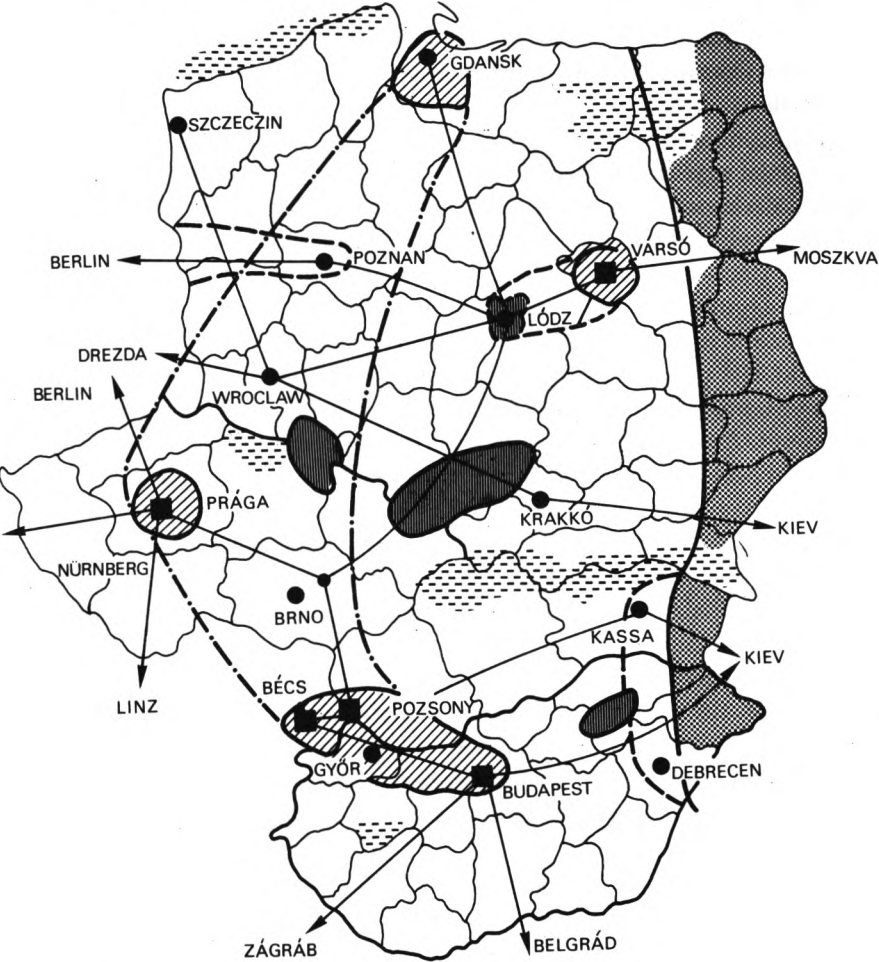 GDANSK
SZCZECZIN
BERLIN
POZNAN
VARSÓ
MOSZKVA
LÓDZ
DREZDA
BERLIN
WROCLAW
PRÁGA
KRAKKÓ
KIEV
NÜRNBERG
BRNO
KASSA
KIEV
BÉCS
LINZ
POZSONY
GYŐR
BUDAPEST
DEBRECEN
ZÁGRÁB
BELGRÁD